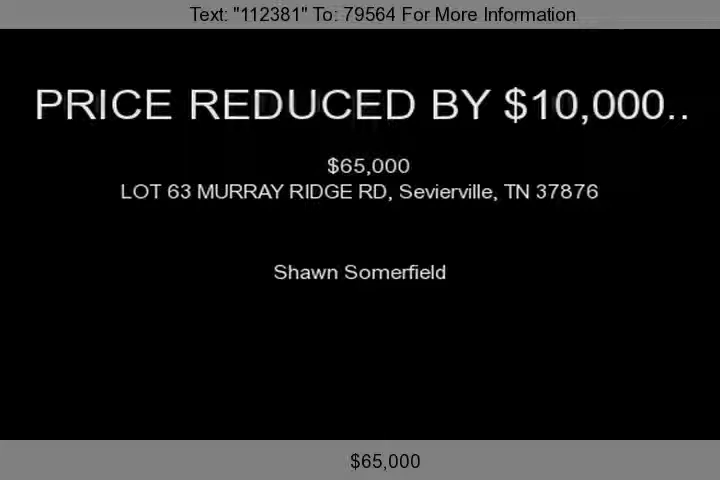 Text: "112381" To: 79564 For More Information
PRICE REDUCED BY $10,000..
$65,000
LOT 63 MURRAY RIDGE RD, Sevierville, TN 37876
Shawn Somerfield
$65,000